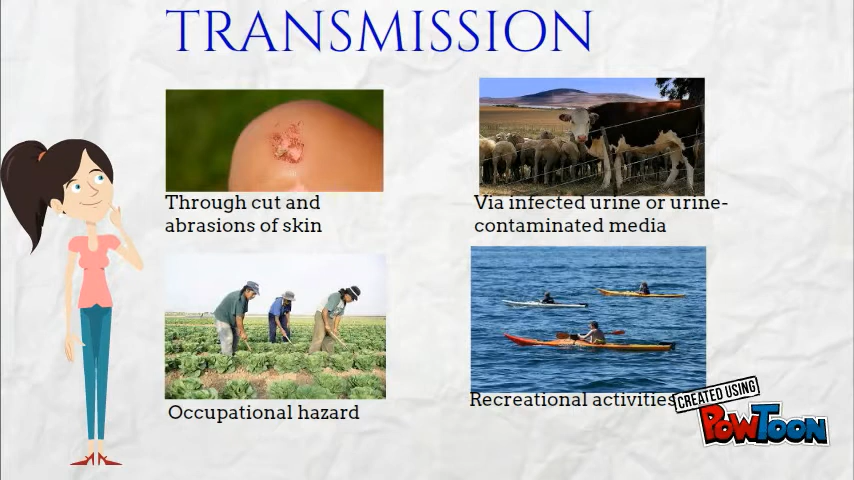 TRANSMISSION
Through cut and
abrasions of skin
Via infected urine or urine-
contaminated media
Occupational hazard
Recreational activities
CREATED USING
POWTOON